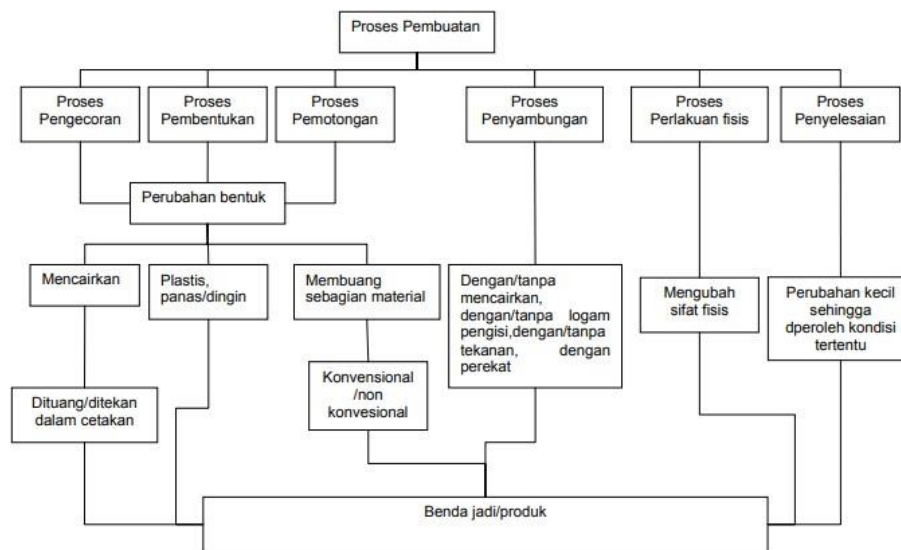 Proses Pembuatan
Proses
Pengecoran
Proses
Pembentukan
Proses
Pemotongan
Proses
Penyambungan
Proses
Perlakuan fisis
Proses
Penyelesaian
Perubahan bentuk
Mencairkan
Plastis,
panas/dingin
Membuang
sebagian material
Dengan/tanpa
mencairkan,
dengan/tanpa logam
pengisi,dengan/tanpa
tekanan, dengan
perekat
Mengubah
sifat fisis
Perubahan kecil
sehingga
dperoleh kondisi
tertentu
Dituang/ditekan
dalam cetakan
Konvensional
/non
konvesional
Benda jadi/produk